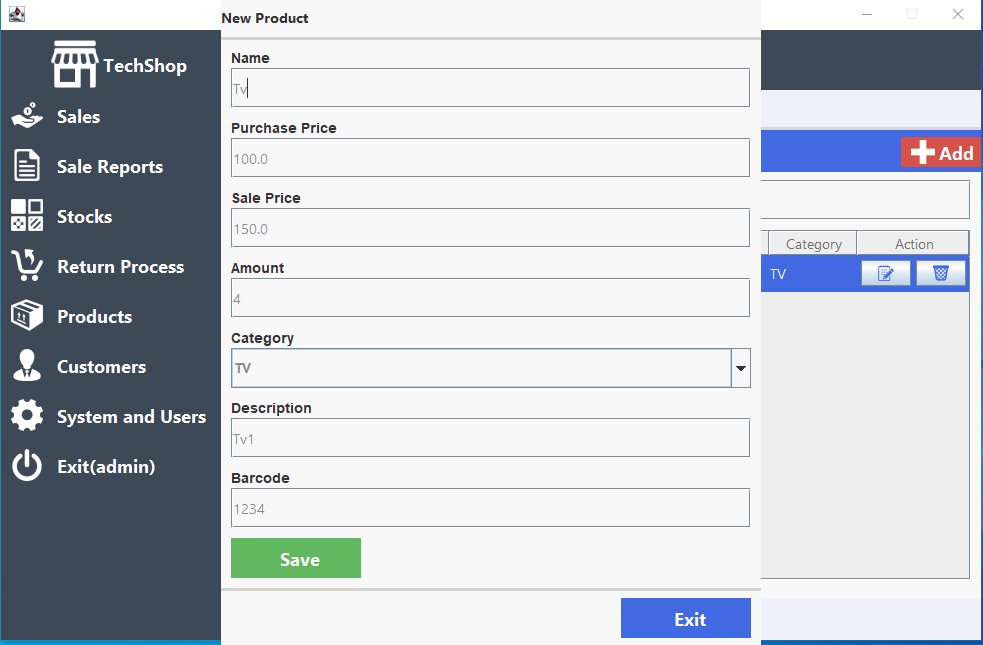 New Product
TechShop
Sales
Sale Reports
Stocks
Return Process
Products
Customers
System and Users
Exit(admin)
Name
Tv
Purchase Price
100.0
Sale Price
150.0
Amount
4
Category
TV
Description
Tv1
Barcode
1234
Save
Exit
Add
Category Action
TV